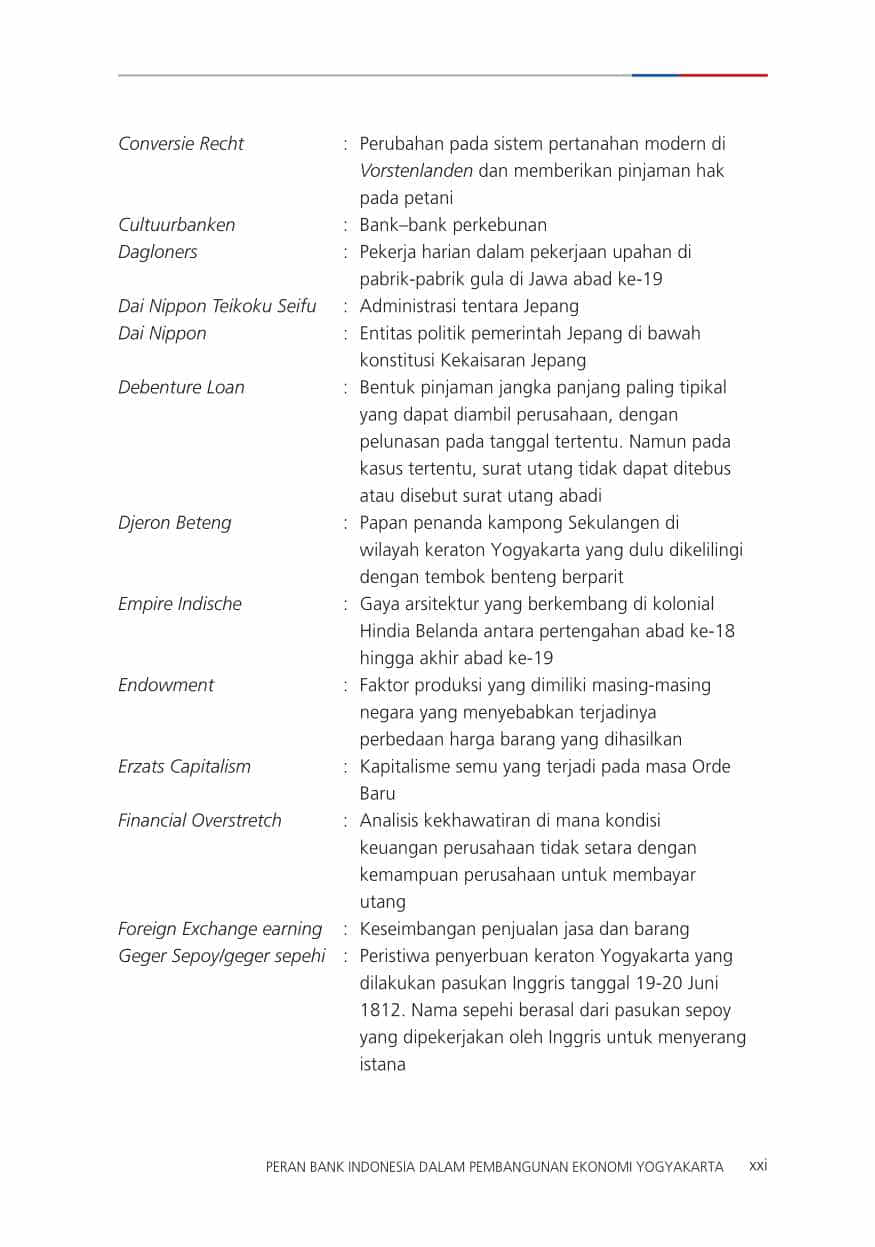 Conversie Recht : Perubahan pada sistem pertanahan modern di
Vorstenlanden dan memberikan pinjaman hak
pada petani
Cultuurbanken : Bank–bank perkebunan
Dagloners : Pekerja harian dalam pekerjaan upahan di
pabrik-pabrik gula di Jawa abad ke-19
Dai Nippon Teikoku Seifu : Administrasi tentara Jepang
Dai Nippon : Entitas politik pemerintah Jepang di bawah
konstitusi Kekaisaran Jepang
Debenture Loan : Bentuk pinjaman jangka panjang paling tipikal
yang dapat diambil perusahaan, dengan
pelunasan pada tanggal tertentu. Namun pada
kasus tertentu, surat utang tidak dapat ditebus
atau disebut surat utang abadi
Djeron Beteng : Papan penanda kampong Sekulangen di
wilayah keraton Yogyakarta yang dulu dikelilingi
dengan tembok benteng berparit
Empire Indische : Gaya arsitektur yang berkembang di kolonial
Hindia Belanda antara pertengahan abad ke-18
hingga akhir abad ke-19
Endowment : Faktor produksi yang dimiliki masing-masing
negara yang menyebabkan terjadinya
perbedaan harga barang yang dihasilkan
Erzats Capitalism : Kapitalisme semu yang terjadi pada masa Orde
Baru
Financial Overstretch : Analisis kekhawatiran di mana kondisi
keuangan perusahaan tidak setara dengan
kemampuan perusahaan untuk membayar
utang
Foreign Exchange earning : Keseimbangan penjualan jasa dan barang
Geger Sepoy/geger sepehi : Peristiwa penyerbuan keraton Yogyakarta yang
dilakukan pasukan Inggris tanggal 19-20 Juni
1812. Nama sepehi berasal dari pasukan sepoy
yang dipekerjakan oleh Inggris untuk menyerang
istana
PERAN BANK INDONESIA DALAM PEMBANGUNAN EKONOMI YOGYAKARTA xxi